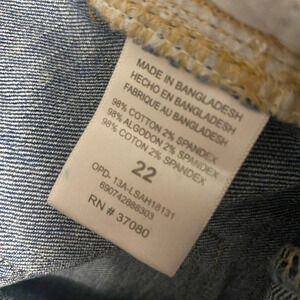 MADE IN BANGLADESH
HECHO EN BANGLADESH
FABRIQUE AU BANGLADESH
98% COTTON 2% SPANDEX
98% ALGODON 2% SPANDEX
98% COTON 2% SPANDEX
22
OPD- 13A-LSAH18131
690742888303
RN # 37080